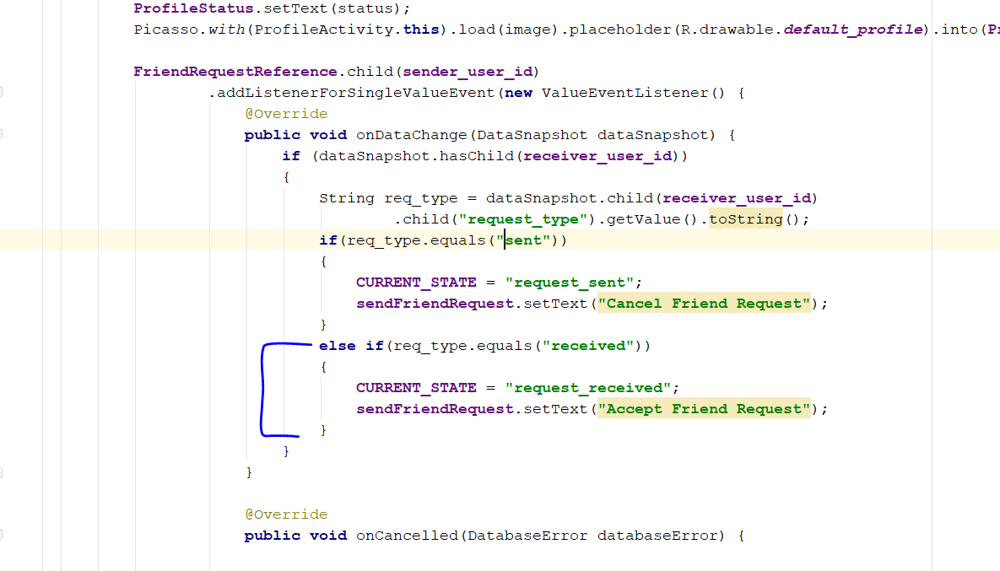 ProfileStatus.setText(status);
Picasso.with(ProfileActivity.this).load(image).placeholder(R.drawable.default_profile).into(Pr
FriendRequestReference.child(sender_user_id)
.addListenerForSingleValueEvent(new ValueEventListener() {
@Override
public void onDataChange(DataSnapshot dataSnapshot) {
if (dataSnapshot.hasChild(receiver_user_id))
{
String req_type = dataSnapshot.child(receiver_user_id)
.child("request_type").getValue().toString();
if(req_type.equals("sent"))
{
CURRENT_STATE = "request_sent";
sendFriendRequest.setText("Cancel Friend Request");
}
else if(req_type.equals("received"))
{
CURRENT_STATE = "request_received";
sendFriendRequest.setText("Accept Friend Request");
}
}
}
@Override
public void onCancelled(DatabaseError databaseError) {